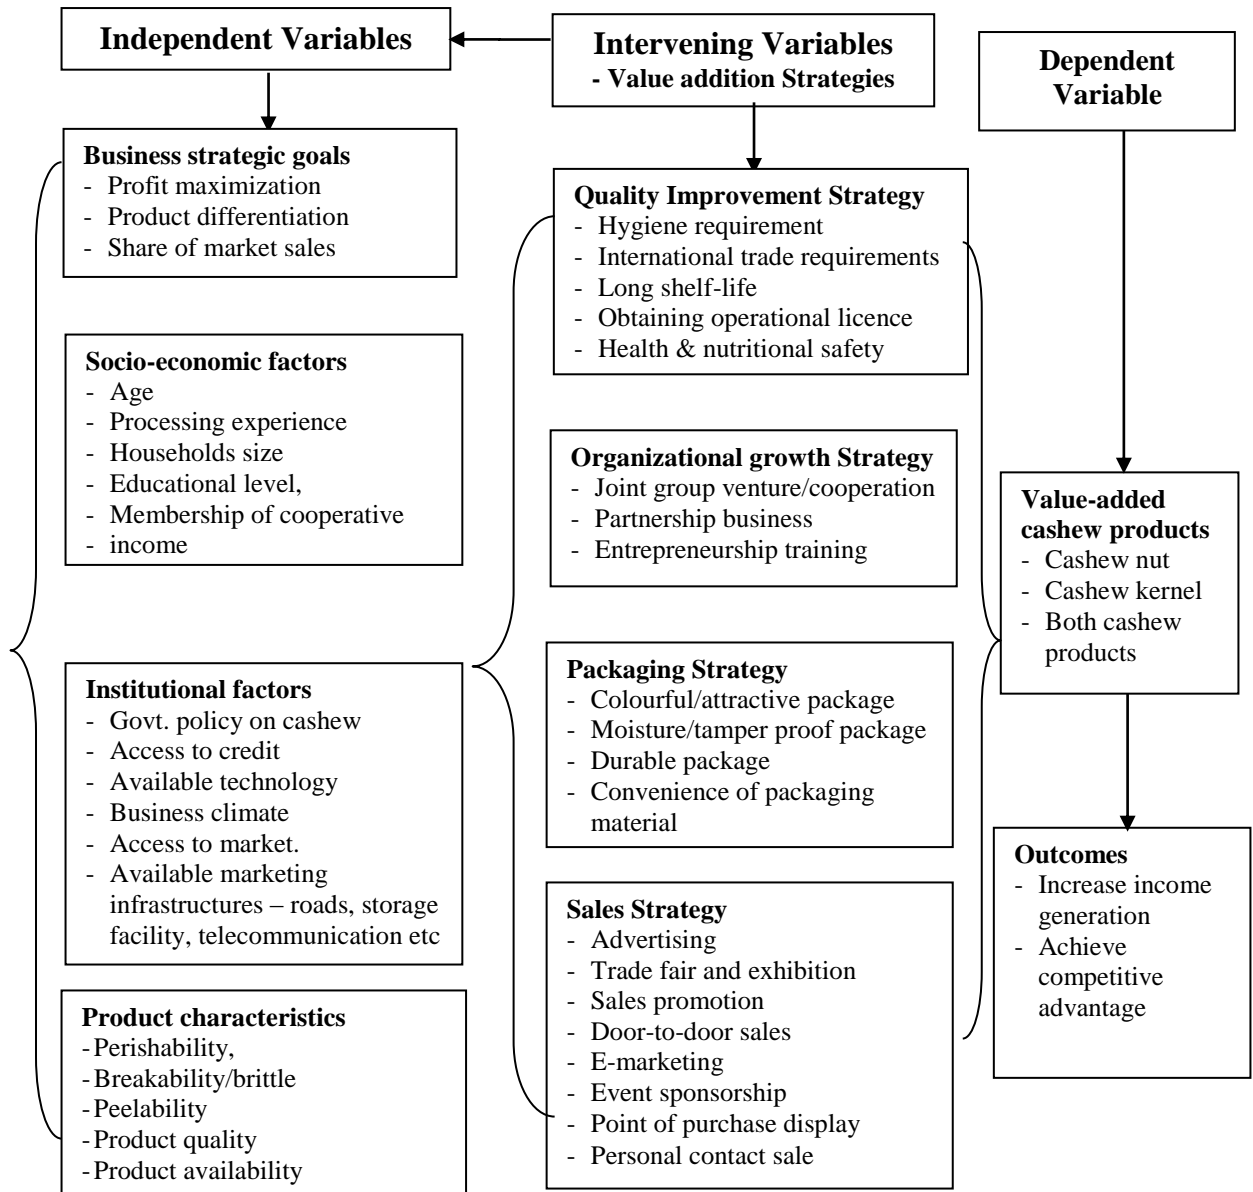 Independent Variables
Business strategic goals
- Profit maximization
- Product differentiation
- Share of market sales
Socio-economic factors
- Age
- Processing experience
- Households size
- Educational level,
- Membership of cooperative
- income
Institutional factors
- Govt. policy on cashew
- Access to credit
- Available technology
- Business climate
- Access to market.
- Available marketing
infrastructures – roads, storage
facility, telecommunication etc
Product characteristics
- Perishability,
- Breakability/brittle
- Peelability
- Product quality
- Product availability
Intervening Variables
- Value addition Strategies
Quality Improvement Strategy
- Hygiene requirement
- International trade requirements
- Long shelf-life
- Obtaining operational licence
- Health & nutritional safety
Organizational growth Strategy
- Joint group venture/cooperation
- Partnership business
- Entrepreneurship training
Packaging Strategy
- Colourful/attractive package
- Moisture/tamper proof package
- Durable package
- Convenience of packaging
material
Sales Strategy
- Advertising
- Trade fair and exhibition
- Sales promotion
- Door-to-door sales
- E-marketing
- Event sponsorship
- Point of purchase display
- Personal contact sale
Dependent
Variable
Value-added
cashew products
- Cashew nut
- Cashew kernel
- Both cashew
products
Outcomes
- Increase income
generation
- Achieve
competitive
advantage